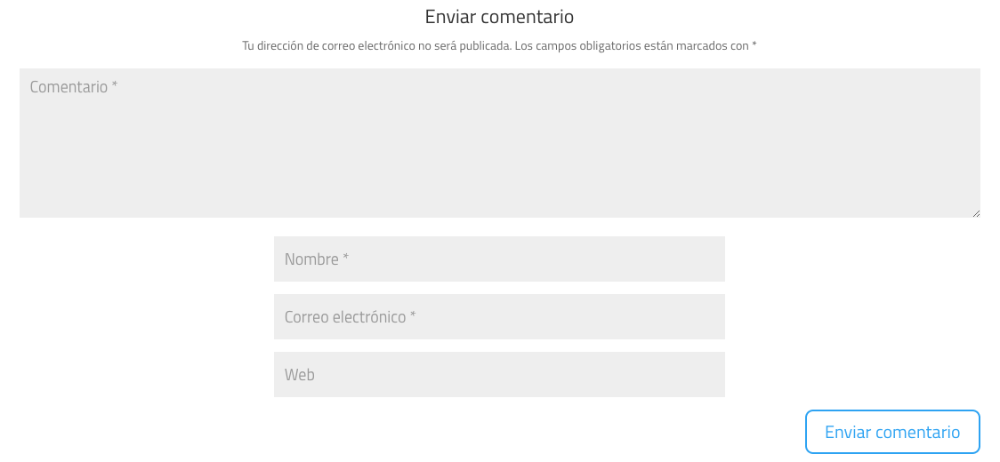 Enviar comentario
Tu dirección de correo electrónico no será publicada. Los campos obligatorios están marcados con *
Comentario *
Nombre *
Correo electrónico *
Web
Enviar comentario